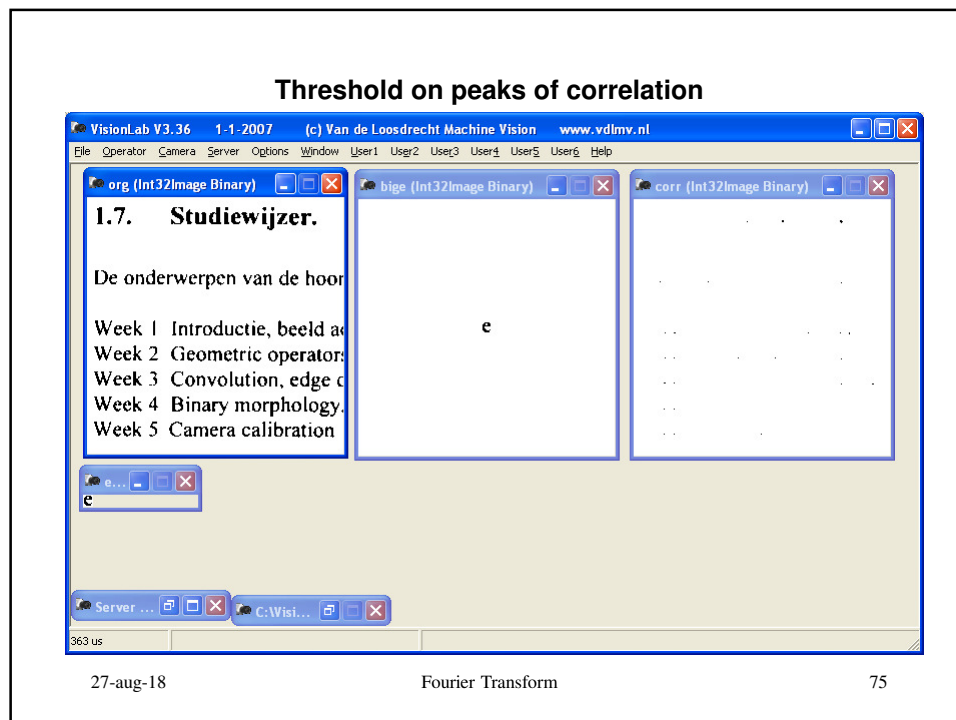 Threshold on peaks of correlation
VisionLab V3.36 1-1-2007 (c) Van de Loosdrecht Machine Vision www.vdlmv.nl
File Operator Camera Server Options Window User1 User2 User3 User4 User5 User6 Help
org (Int32Image Binary)
bige (Int32Image Binary)
corr (Int32Image Binary)
1.7. Studiewijzer.
De onderwerpen van de hoor
Week 1 Introductie, beeld a
Week 2 Geometric operators
Week 3 Convolution, edge
Week 4 Binary morphology.
Week 5 Camera calibration
e
e...
e
Server ...
C:\Visi...
363 us
27-aug-18 Fourier Transform 75